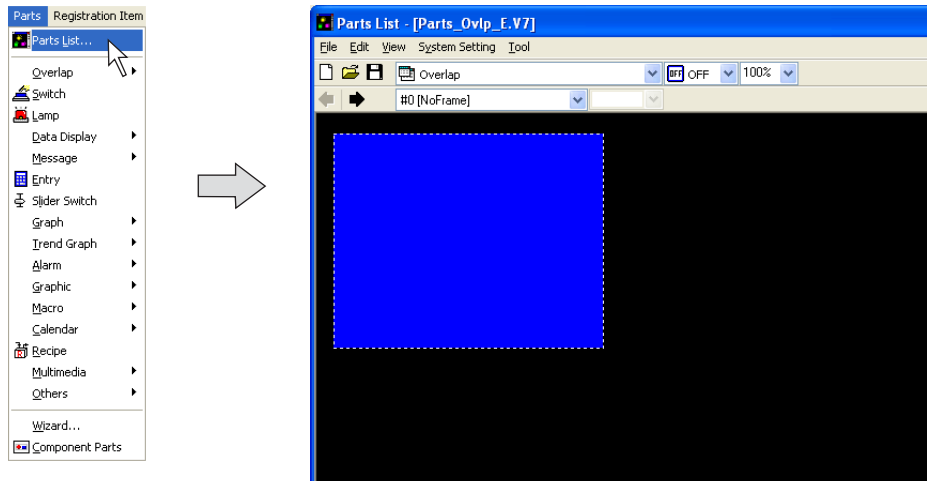 Parts Registration Item
Parts List...
Overlap
Switch
Lamp
Data Display
Message
Entry
Slider Switch
Graph
Trend Graph
Alarm
Graphic
Macro
Calendar
Recipe
Multimedia
Others
Wizard...
Component Parts
Parts List - [Parts_Ovlp_E.V7]
File Edit View System Setting Tool
Overlap OFF OFF 100%
#0 [NoFrame]